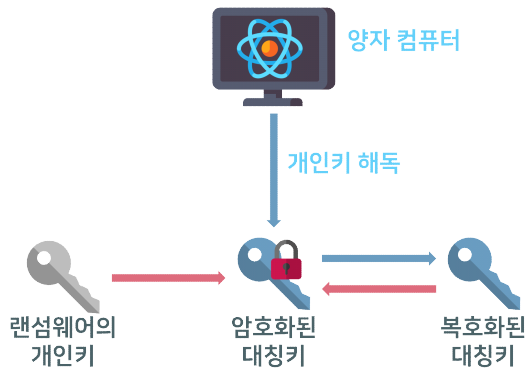 양자 컴퓨터
개인키 해독
랜섬웨어의
개인키
암호화된
대칭키
복호화된
대칭키